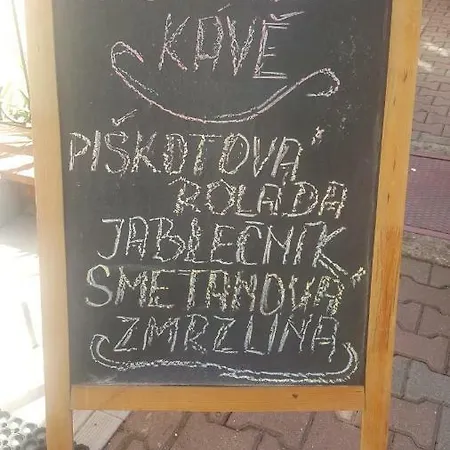 KÁVĚ
PIŠKOTOVÁ
ROLÁDA
JABLEČNÍK
SMETANOVÁ
ZMRZLINA